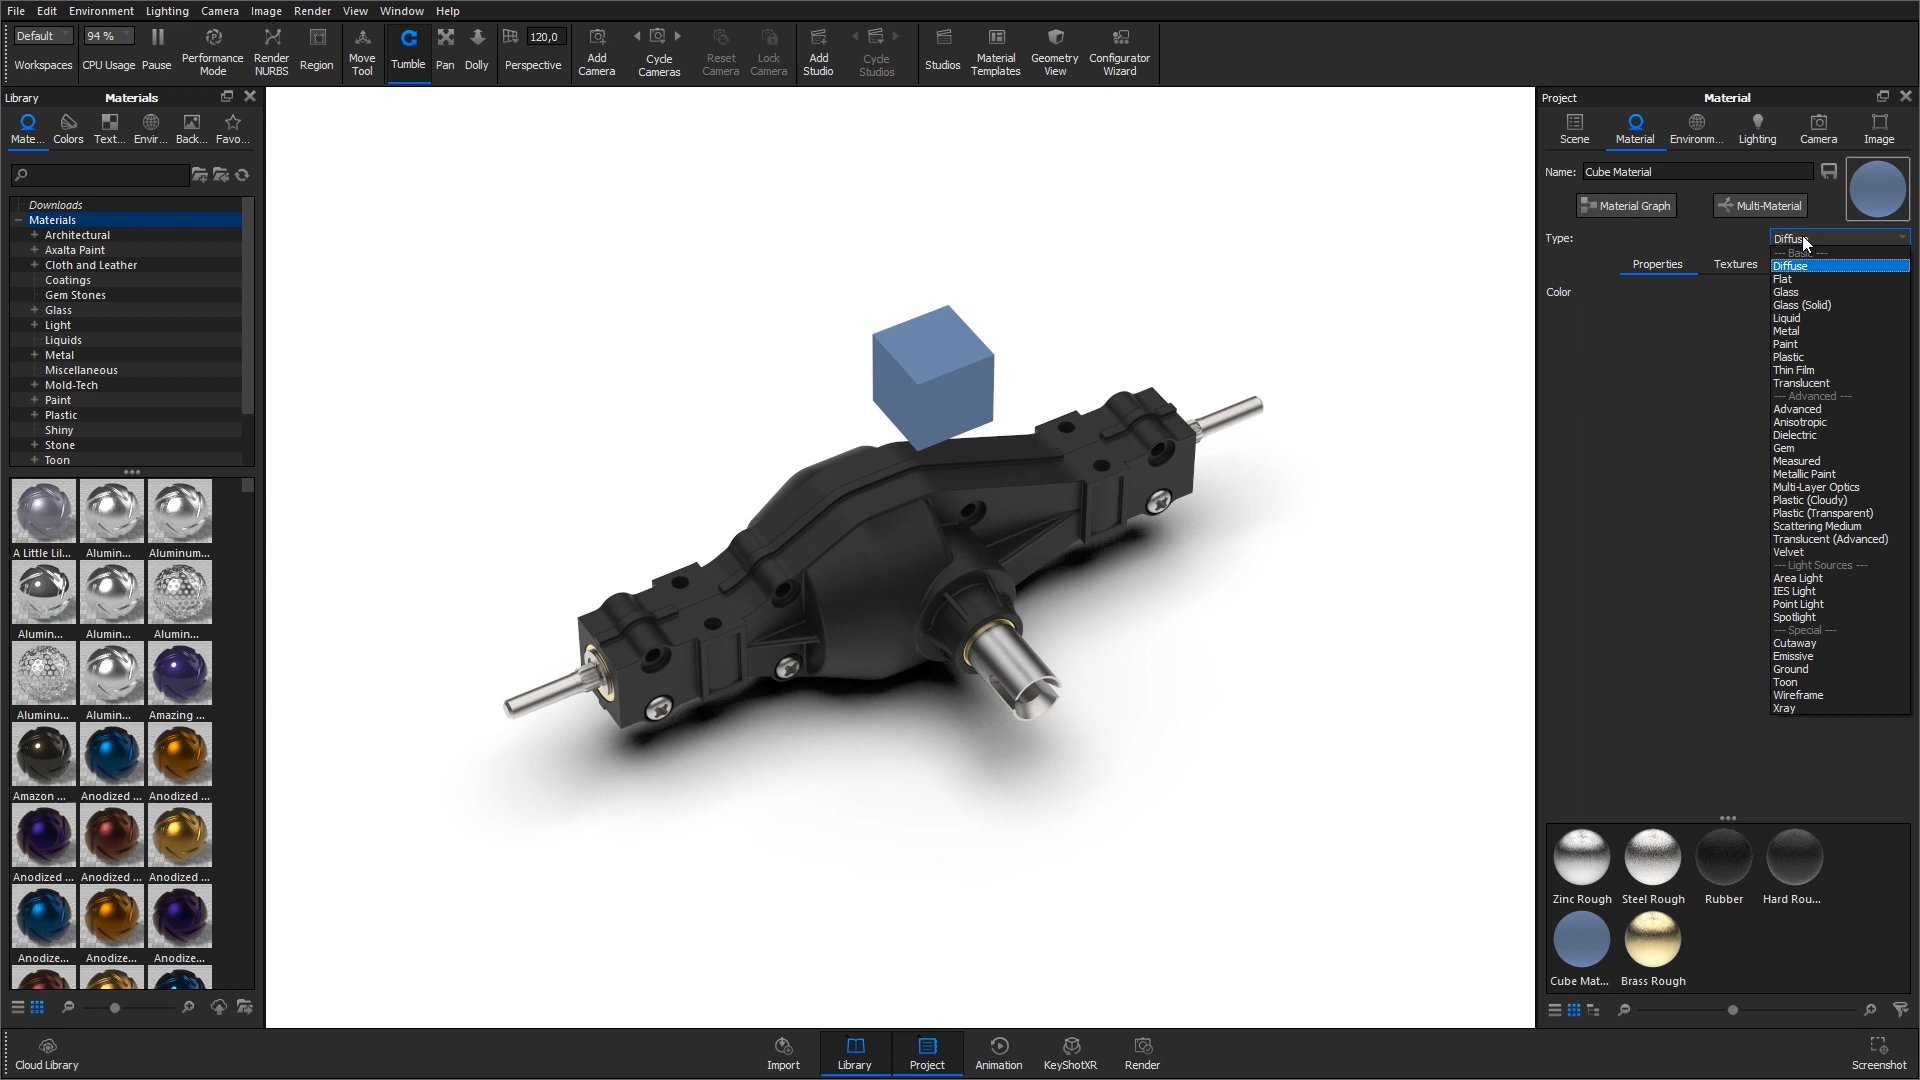 File Edit Environment Lighting Camera Image Render View Window Help
Default 94 % 120,0
Workspaces CPU Usage Pause Performance Mode Render NURBS Region Move Tool Tumble Pan Dolly Perspective Add Camera Cycle Cameras Reset Camera Lock Camera Add Studio Cycle Studios Studios Material Templates Geometry View Configurator Wizard
Library Materials
Mate... Colors Text... Envir... Back... Favo...
Downloads
Materials
Architectural
Axalta Paint
Cloth and Leather
Coatings
Gem Stones
Glass
Light
Liquids
Metal
Miscellaneous
Mold-Tech
Paint
Plastic
Shiny
Stone
Toon
A Little Lil... Alumin... Aluminum...
Alumin... Alumin... Alumin...
Aluminu... Alumin... Amazing ...
Amazon ... Anodized ... Anodized ...
Anodized ... Anodized ... Anodized ...
Anodize... Anodize... Anodize...
Project Material
Scene Material Environm... Lighting Camera Image
Name: Cube Material
Material Graph Multi-Material
Type: Diffuse
Properties Textures
Color
--- Basic ---
Diffuse
Flat
Glass
Glass (Solid)
Liquid
Metal
Paint
Plastic
Thin Film
Translucent
--- Advanced ---
Advanced
Anisotropic
Dielectric
Gem
Measured
Metallic Paint
Multi-Layer Optics
Plastic (Cloudy)
Plastic (Transparent)
Scattering Medium
Translucent (Advanced)
Velvet
--- Light Sources ---
Area Light
IES Light
Point Light
Spotlight
--- Special ---
Cutaway
Emissive
Ground
Toon
Wireframe
Xray
Zinc Rough Steel Rough Rubber Hard Rou...
Cube Mat... Brass Rough
Cloud Library Import Library Project Animation KeyShotXR Render Screenshot